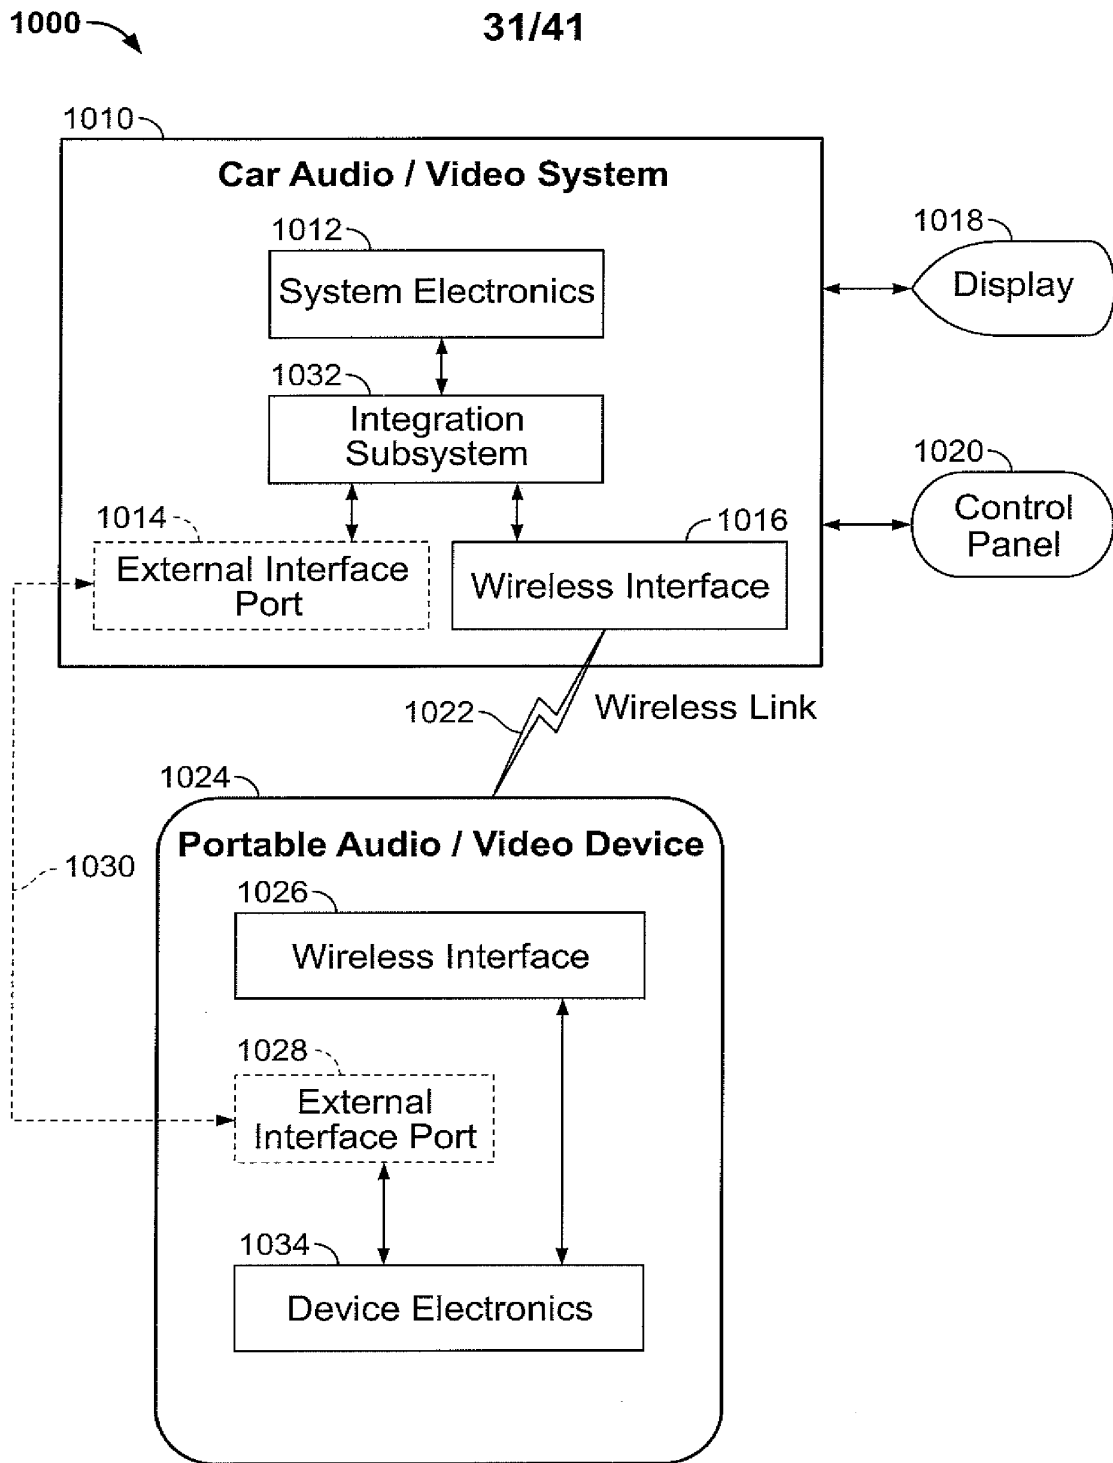 1000
31/41
1010
Car Audio / Video System
1012
System Electronics
1018
Display
1032
Integration
Subsystem
1020
Control
Panel
1014
External Interface
Port
1016
Wireless Interface
1022
Wireless Link
1024
Portable Audio / Video Device
1030
1026
Wireless Interface
1028
External
Interface Port
1034
Device Electronics